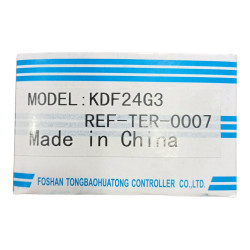 MODEL:KDF24G3
REF-TER-0007
Made in China
FOSHAN TONGBAOHUATONG CONTROLLER CO.,LTD.